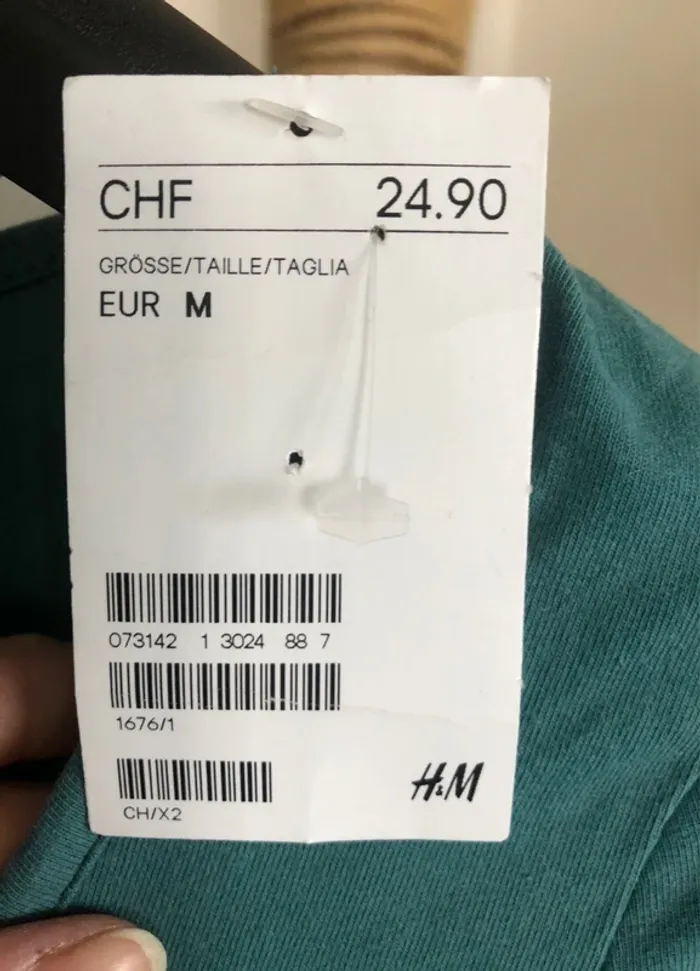 CHF 24.90
GRÖSSE/TAILLE/TAGLIA
EUR M
073142 1 3024 88 7
1676/1
CH/X2
H&M